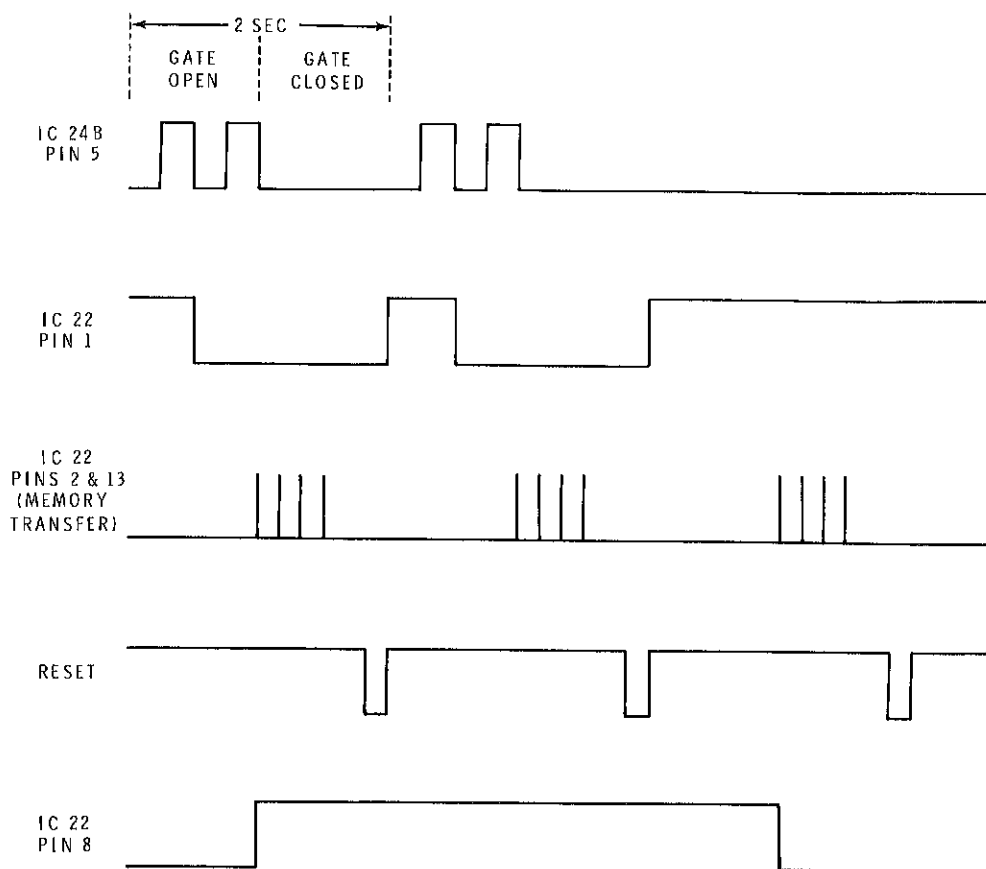 2 SEC
GATE
OPEN
GATE
CLOSED
IC 24B
PIN 5
IC 22
PIN 1
IC 22
PINS 2 & 13
(MEMORY
TRANSFER)
RESET
IC 22
PIN 8